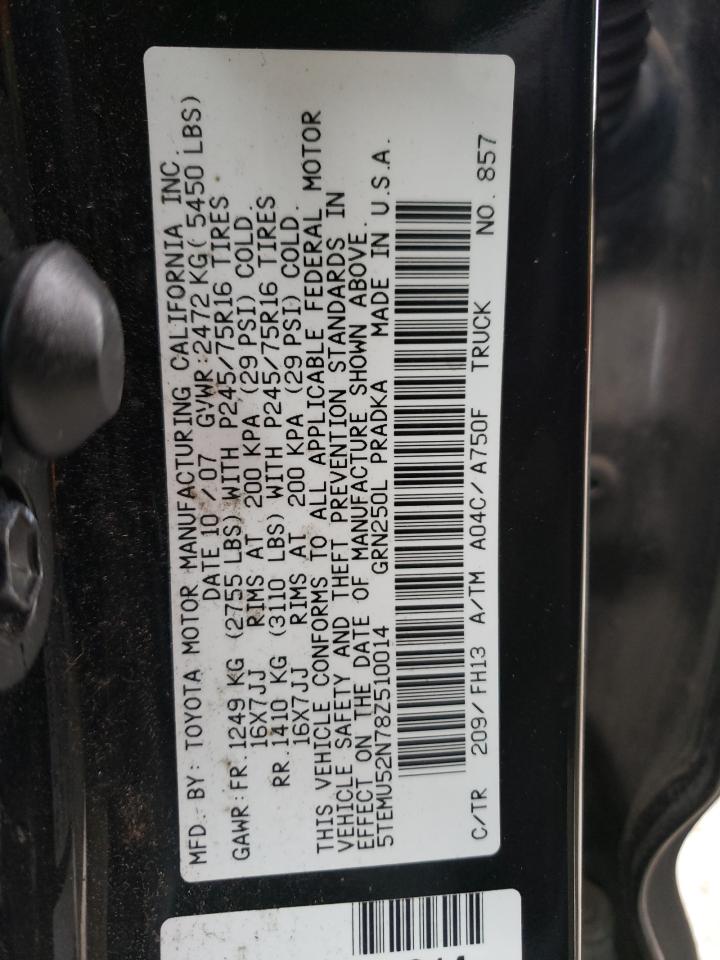 MFD. BY: TOYOTA MOTOR MANUFACTURING CALIFORNIA INC.
DATE 10 / 07 GVWR: 2472 KG( 5450 LBS)
GAWR: FR. 1249 KG (2755 LBS) WITH P245/75R16 TIRES
16X7JJ RIMS AT 200 KPA (29 PSI) COLD.
RR. 1410 KG (3110 LBS) WITH P245/75R16 TIRES
16X7JJ RIMS AT 200 KPA (29 PSI) COLD.
THIS VEHICLE CONFORMS TO ALL APPLICABLE FEDERAL MOTOR
VEHICLE SAFETY AND THEFT PREVENTION STANDARDS IN
EFFECT ON THE DATE OF MANUFACTURE SHOWN ABOVE.
5TEMU52N78Z510014 GRN250L PRADKA MADE IN U.S.A.
C/TR 209/FH13 A/TM A04C/A750F TRUCK NO. 857